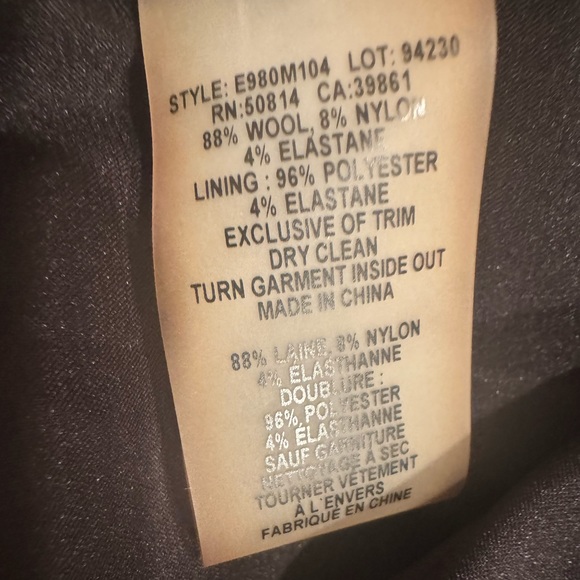 STYLE: E980M104 LOT: 94230
RN:50814 CA:39861
88% WOOL, 8% NYLON
4% ELASTANE
LINING : 96% POLYESTER
4% ELASTANE
EXCLUSIVE OF TRIM
DRY CLEAN
TURN GARMENT INSIDE OUT
MADE IN CHINA
88% LAINE, 8% NYLON
4% ELASTHANNE
DOUBLURE :
96% POLYESTER
4% ELASTHANNE
SAUF GARNITURE
NETTOYAGE A SEC
TOURNER VÊTEMENT
A L'ENVERS
FABRIQUÉ EN CHINE